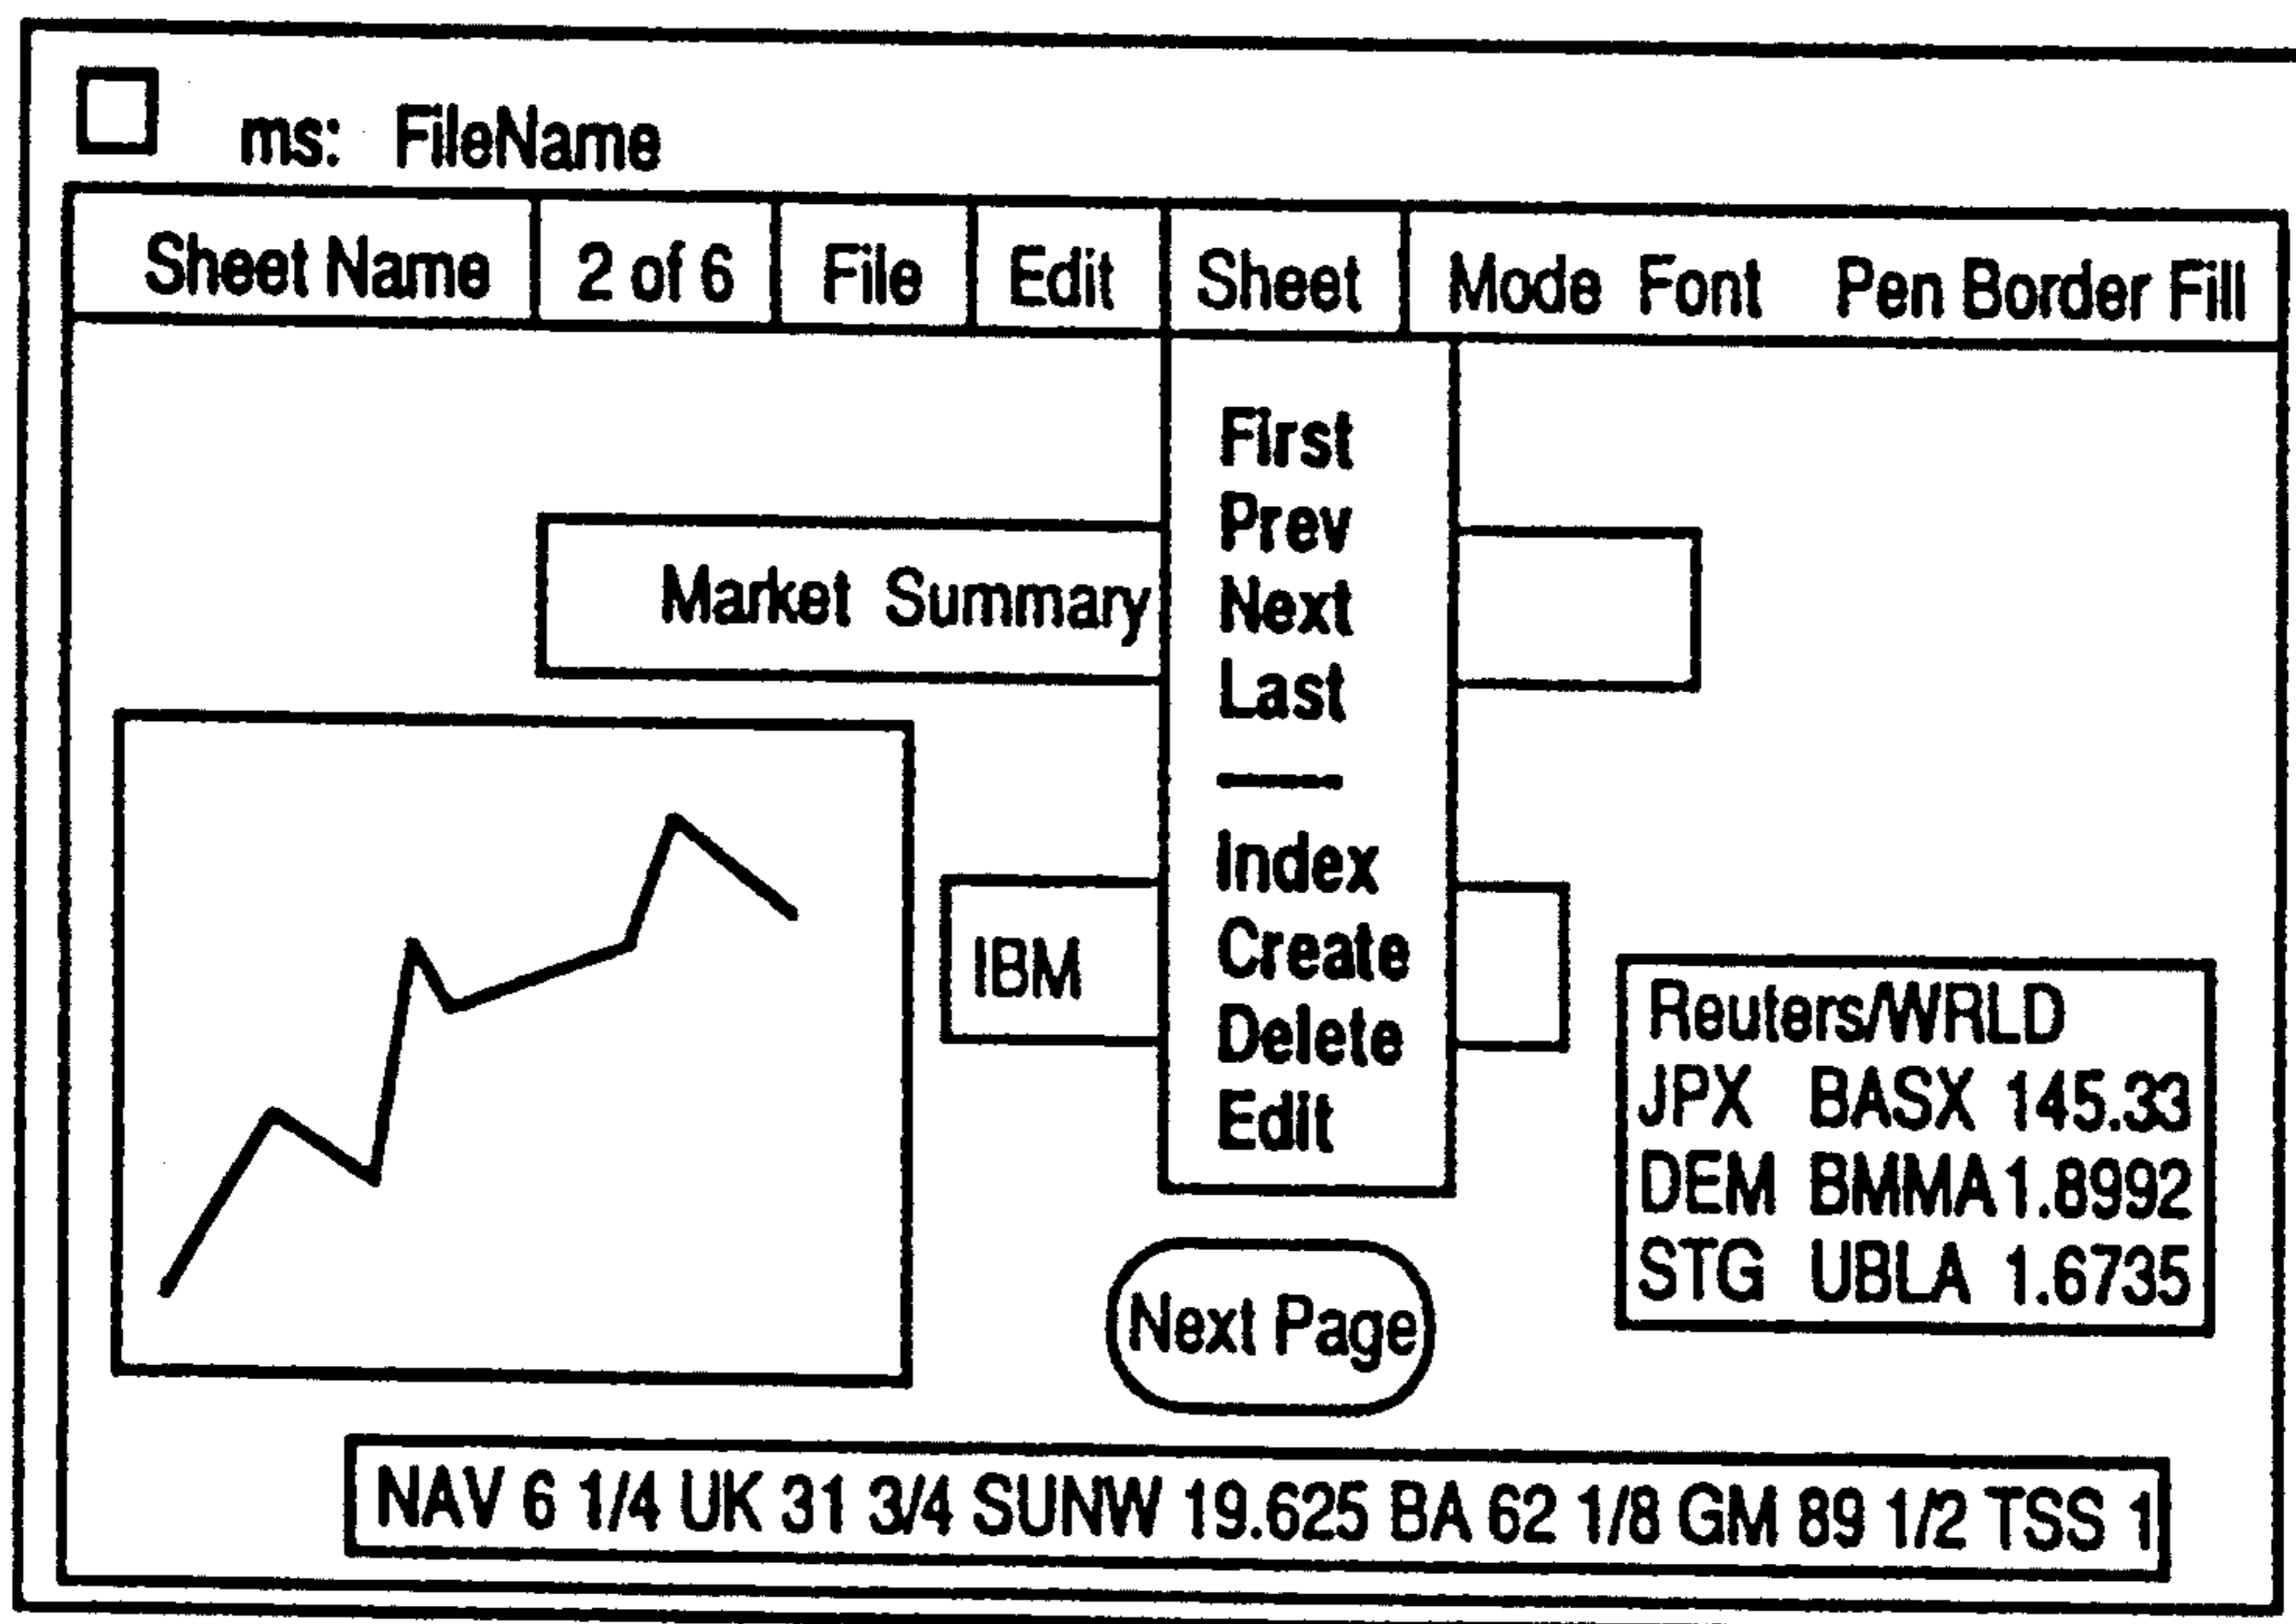 ms: FileName
Sheet Name 2 of 6 File Edit Sheet Mode Font Pen Border Fill
First
Prev
Next
Last
Index
Create
Delete
Edit
Market Summary
IBM
Reuters/WRLD
JPX BASX 145.33
DEM BMMA 1.8992
STG UBLA 1.6735
Next Page
NAV 6 1/4 UK 31 3/4 SUNW 19.625 BA 62 1/8 GM 89 1/2 TSS 1